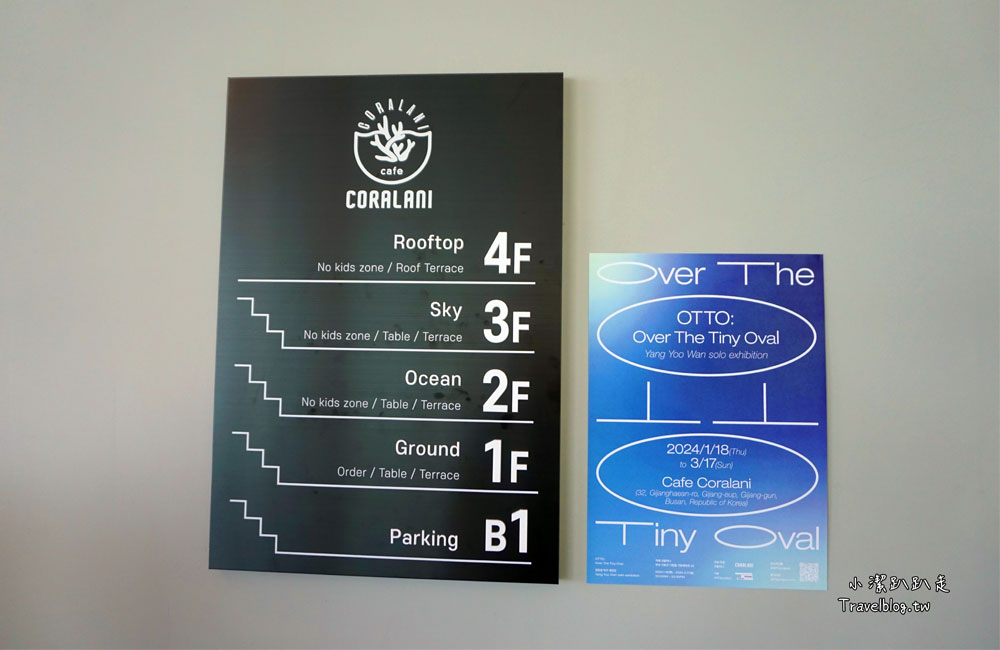 CORALANI
cafe
CORALANI
Rooftop 4F
No kids zone / Roof Terrace
Sky 3F
No kids zone / Table / Terrace
Ocean 2F
No kids zone / Table / Terrace
Ground 1F
Order / Table / Terrace
Parking B1
Over The
OTTO:
Over The Tiny Oval
Yang Yoo Wan solo exhibition
2024/1/18(Thu)
to 3/17(Sun)
Cafe Coralani
(32, Gijanghaean-ro, Gijang-eup, Gijang-gun,
Busan, Republic of Korea)
Tiny Oval
CORALANI
小潔趴趴走
Travelblog.tw